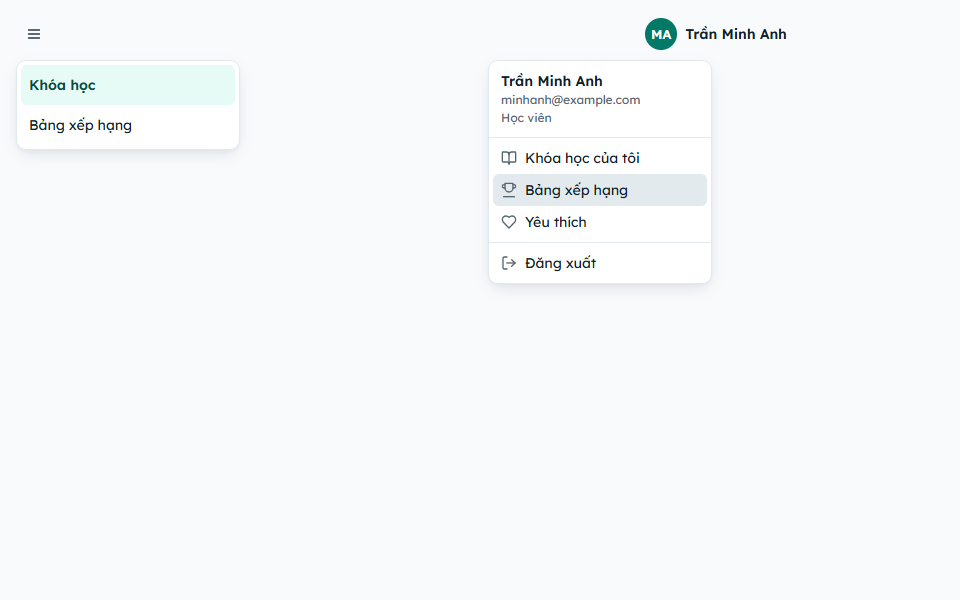 MA Trần Minh Anh
Khóa học
Bảng xếp hạng
Trần Minh Anh
minhanh@example.com
Học viên
Khóa học của tôi
Bảng xếp hạng
Yêu thích
Đăng xuất